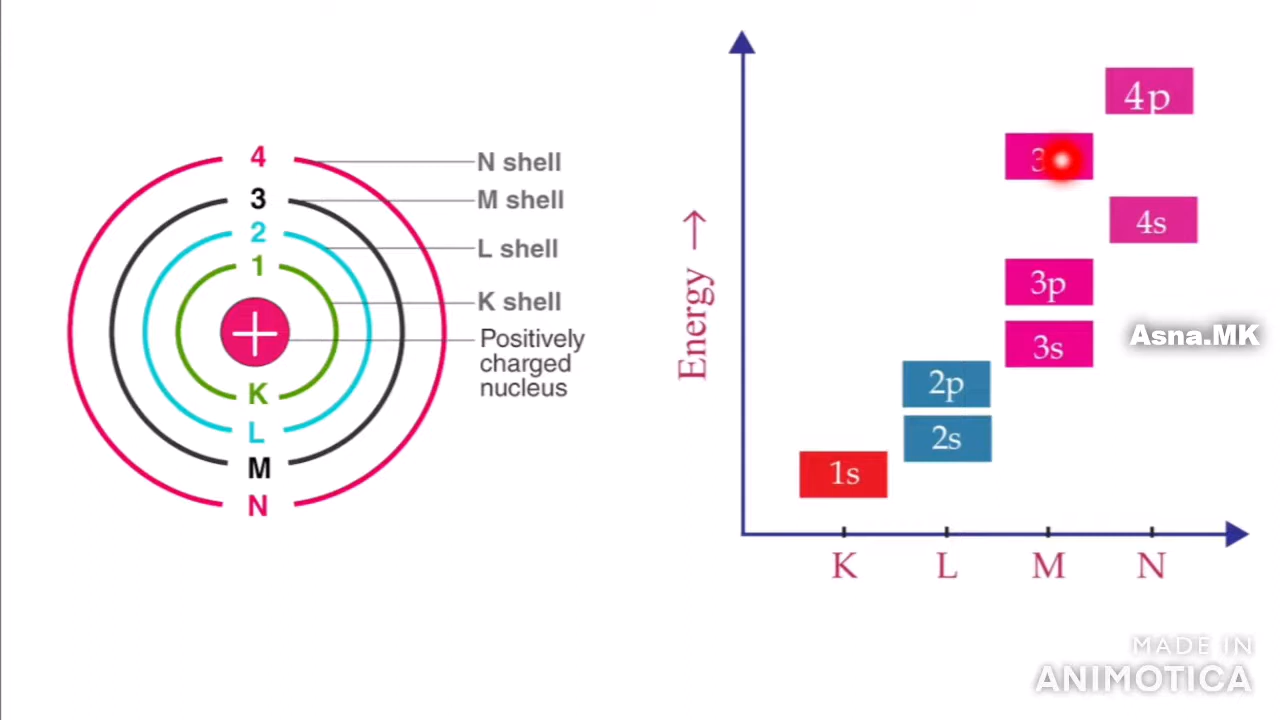 4
3
2
1
K
L
M
N
N shell
M shell
L shell
K shell
Positively
charged
nucleus
Energy →
4p
3
4s
3p
3s
2p
2s
1s
K
L
M
N
Asna.MK
MADE IN
ANIMOTICA